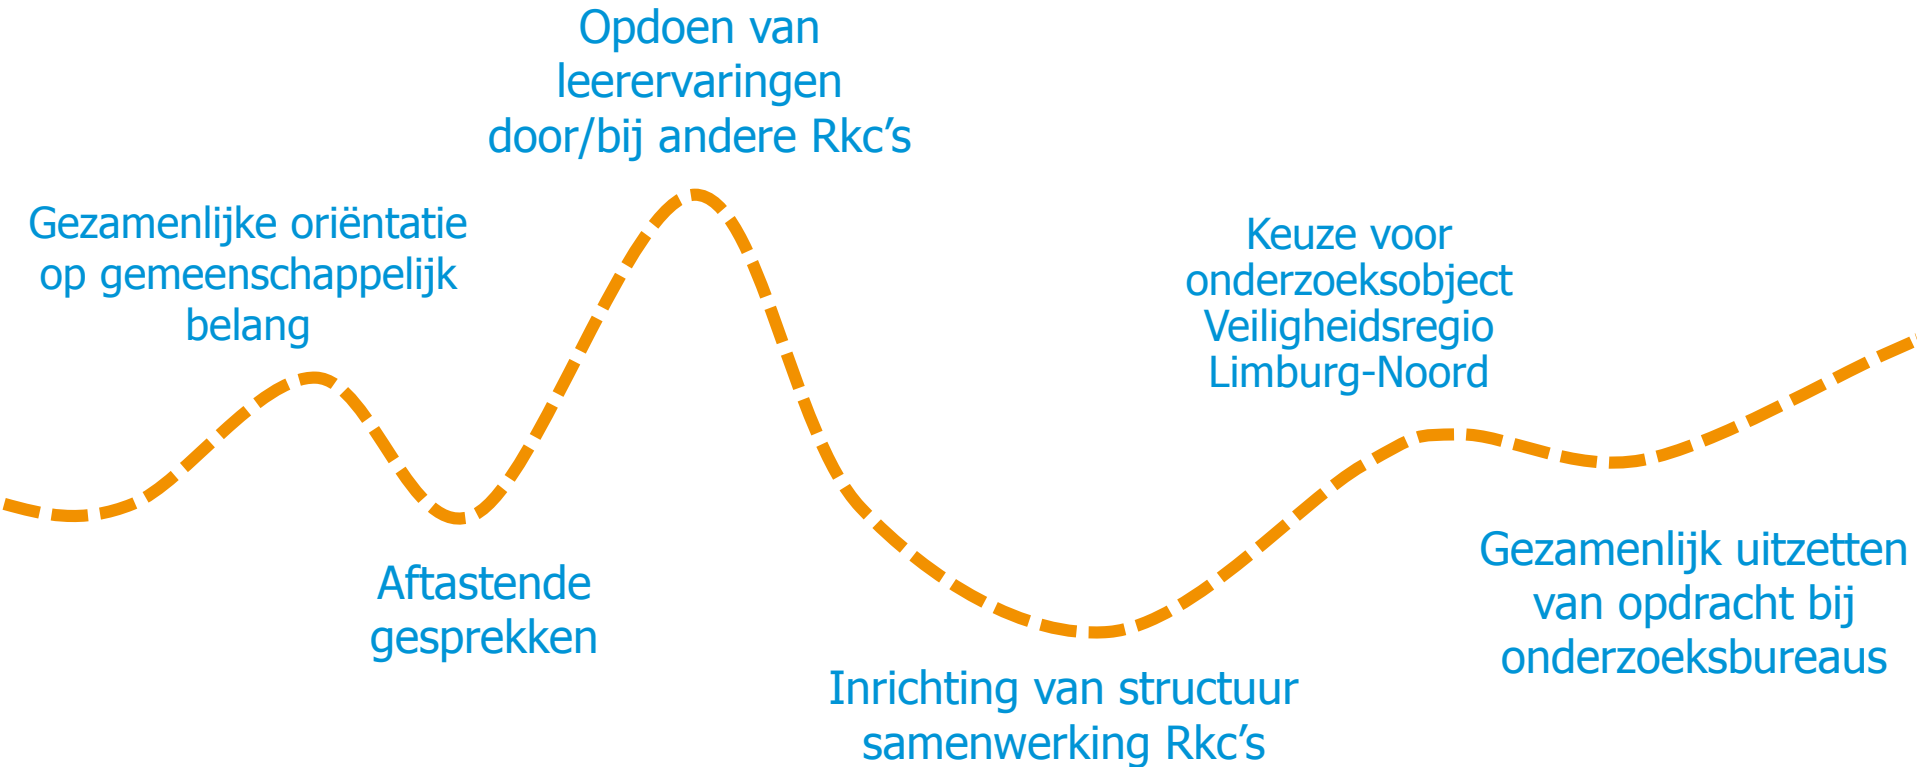 Gezamenlijke oriëntatie
op gemeenschappelijk
belang
Aftastende
gesprekken
Opdoen van
leerervaringen
door/bij andere Rkc’s
Inrichting van structuur
samenwerking Rkc’s
Keuze voor
onderzoeksobject
Veiligheidsregio
Limburg-Noord
Gezamenlijk uitzetten
van opdracht bij
onderzoeksbureaus